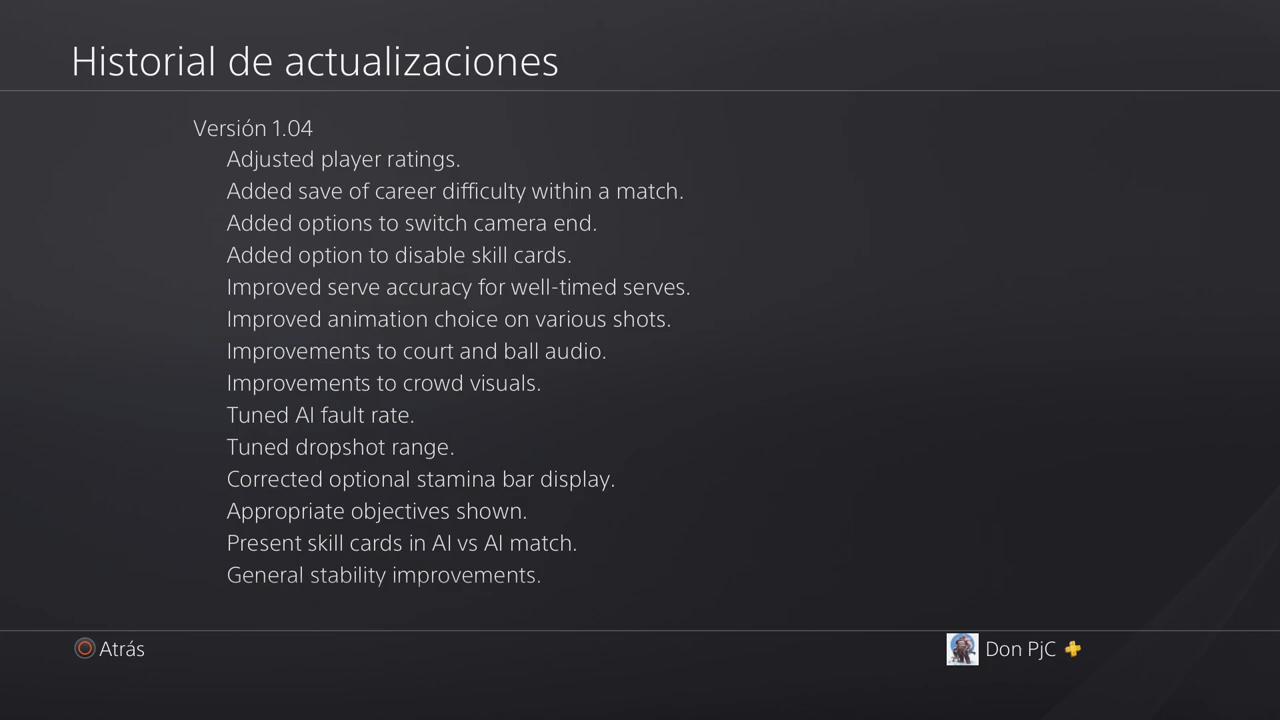 Historial de actualizaciones
Versión 1.04
Adjusted player ratings.
Added save of career difficulty within a match.
Added options to switch camera end.
Added option to disable skill cards.
Improved serve accuracy for well-timed serves.
Improved animation choice on various shots.
Improvements to court and ball audio.
Improvements to crowd visuals.
Tuned AI fault rate.
Tuned dropshot range.
Corrected optional stamina bar display.
Appropriate objectives shown.
Present skill cards in AI vs AI match.
General stability improvements.
Atrás
Don PjC